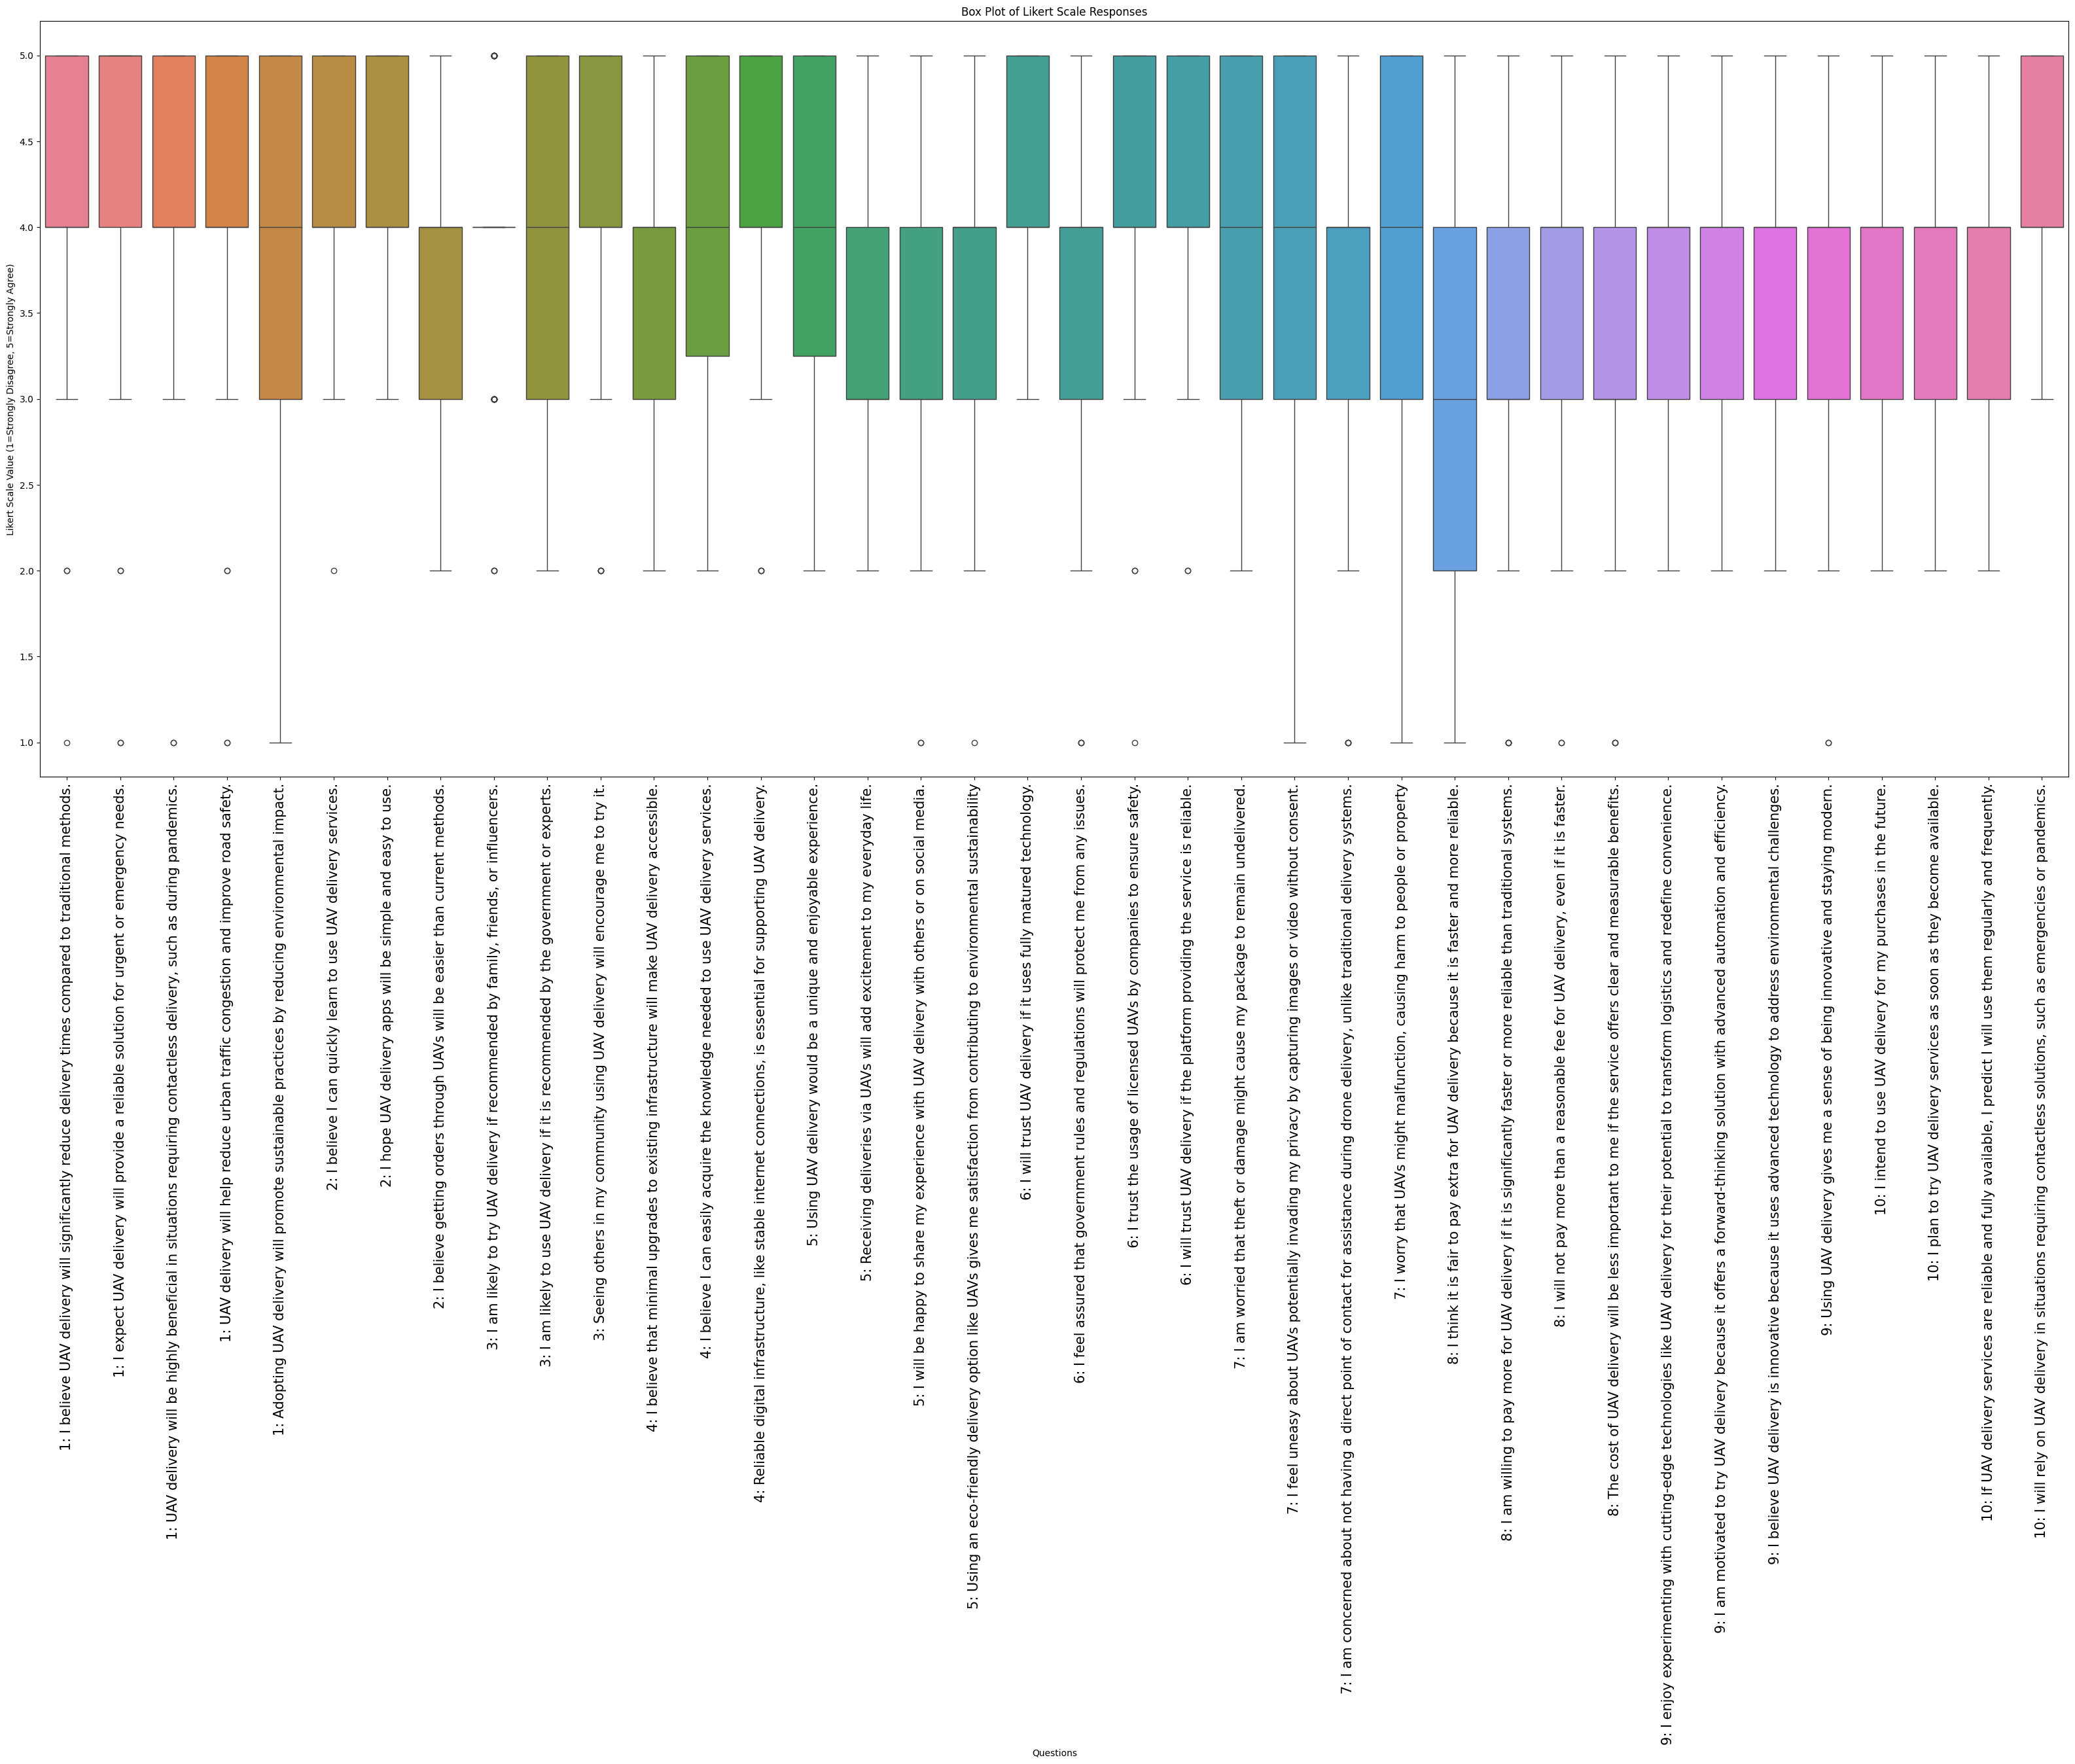 Box Plot of Likert Scale Responses
Likert Scale Value (1=Strongly Disagree, 5=Strongly Agree)
5.0
4.5
4.0
3.5
3.0
2.5
2.0
1.5
1.0
1: I believe UAV delivery will significantly reduce delivery times compared to traditional methods.
1: I expect UAV delivery will provide a reliable solution for urgent or emergency needs.
1: UAV delivery will be highly beneficial in situations requiring contactless delivery, such as during pandemics.
1: UAV delivery will help reduce urban traffic congestion and improve road safety.
1: Adopting UAV delivery will promote sustainable practices by reducing environmental impact.
2: I believe I can quickly learn to use UAV delivery services.
2: I hope UAV delivery apps will be simple and easy to use.
2: I believe getting orders through UAVs will be easier than current methods.
3: I am likely to try UAV delivery if recommended by family, friends, or influencers.
3: I am likely to use UAV delivery if it is recommended by the government or experts.
3: Seeing others in my community using UAV delivery will encourage me to try it.
4: I believe that minimal upgrades to existing infrastructure will make UAV delivery accessible.
4: I believe I can easily acquire the knowledge needed to use UAV delivery services.
4: Reliable digital infrastructure, like stable internet connections, is essential for supporting UAV delivery.
5: Using UAV delivery would be a unique and enjoyable experience.
5: Receiving deliveries via UAVs will add excitement to my everyday life.
5: I will be happy to share my experience with UAV delivery with others or on social media.
5: Using an eco-friendly delivery option like UAVs gives me satisfaction from contributing to environmental sustainability
6: I will trust UAV delivery if it uses fully matured technology.
6: I feel assured that government rules and regulations will protect me from any issues.
6: I trust the usage of licensed UAVs by companies to ensure safety.
6: I will trust UAV delivery if the platform providing the service is reliable.
7: I am worried that theft or damage might cause my package to remain undelivered.
7: I feel uneasy about UAVs potentially invading my privacy by capturing images or video without consent.
7: I am concerned about not having a direct point of contact for assistance during drone delivery, unlike traditional delivery systems.
7: I worry that UAVs might malfunction, causing harm to people or property
8: I think it is fair to pay extra for UAV delivery because it is faster and more reliable.
8: I am willing to pay more for UAV delivery if it is significantly faster or more reliable than traditional systems.
8: I will not pay more than a reasonable fee for UAV delivery, even if it is faster.
8: The cost of UAV delivery will be less important to me if the service offers clear and measurable benefits.
9: I enjoy experimenting with cutting-edge technologies like UAV delivery for their potential to transform logistics and redefine convenience.
9: I am motivated to try UAV delivery because it offers a forward-thinking solution with advanced automation and efficiency.
9: I believe UAV delivery is innovative because it uses advanced technology to address environmental challenges.
9: Using UAV delivery gives me a sense of being innovative and staying modern.
10: I intend to use UAV delivery for my purchases in the future.
10: I plan to try UAV delivery services as soon as they become available.
10: If UAV delivery services are reliable and fully available, I predict I will use them regularly and frequently.
10: I will rely on UAV delivery in situations requiring contactless solutions, such as emergencies or pandemics.
Questions